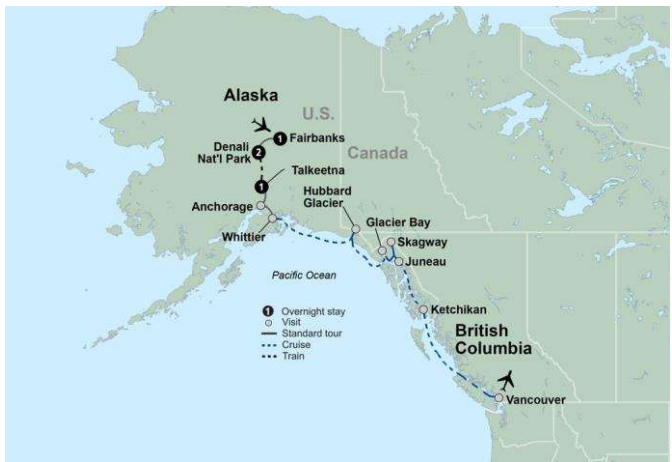 Alaska
U.S.
1
Fairbanks
Denali
Nat'l Park
2
Canada
Talkeetna
1
Hubbard
Glacier
Anchorage
Glacier Bay
Skagway
Whittier
Juneau
Pacific Ocean
1 Overnight stay
Visit
Standard tour
Cruise
Train
Ketchikan
British
Columbia
Vancouver